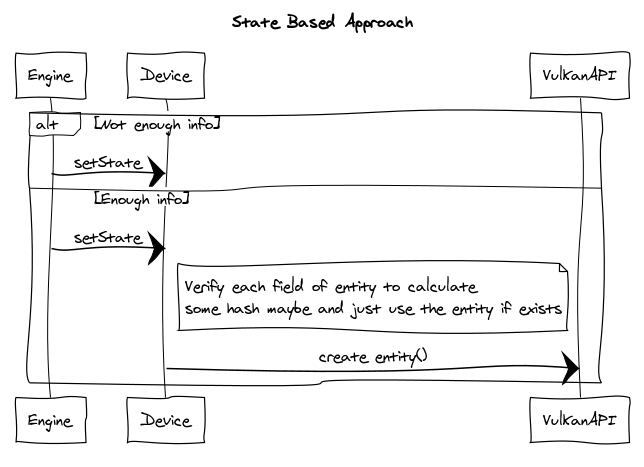 State Based Approach
Engine Device VulkanAPI
alt [Not enough info]
setState
[Enough info]
setState
Verify each field of entity to calculate
some hash maybe and just use the entity if exists
create entity()
Engine Device VulkanAPI